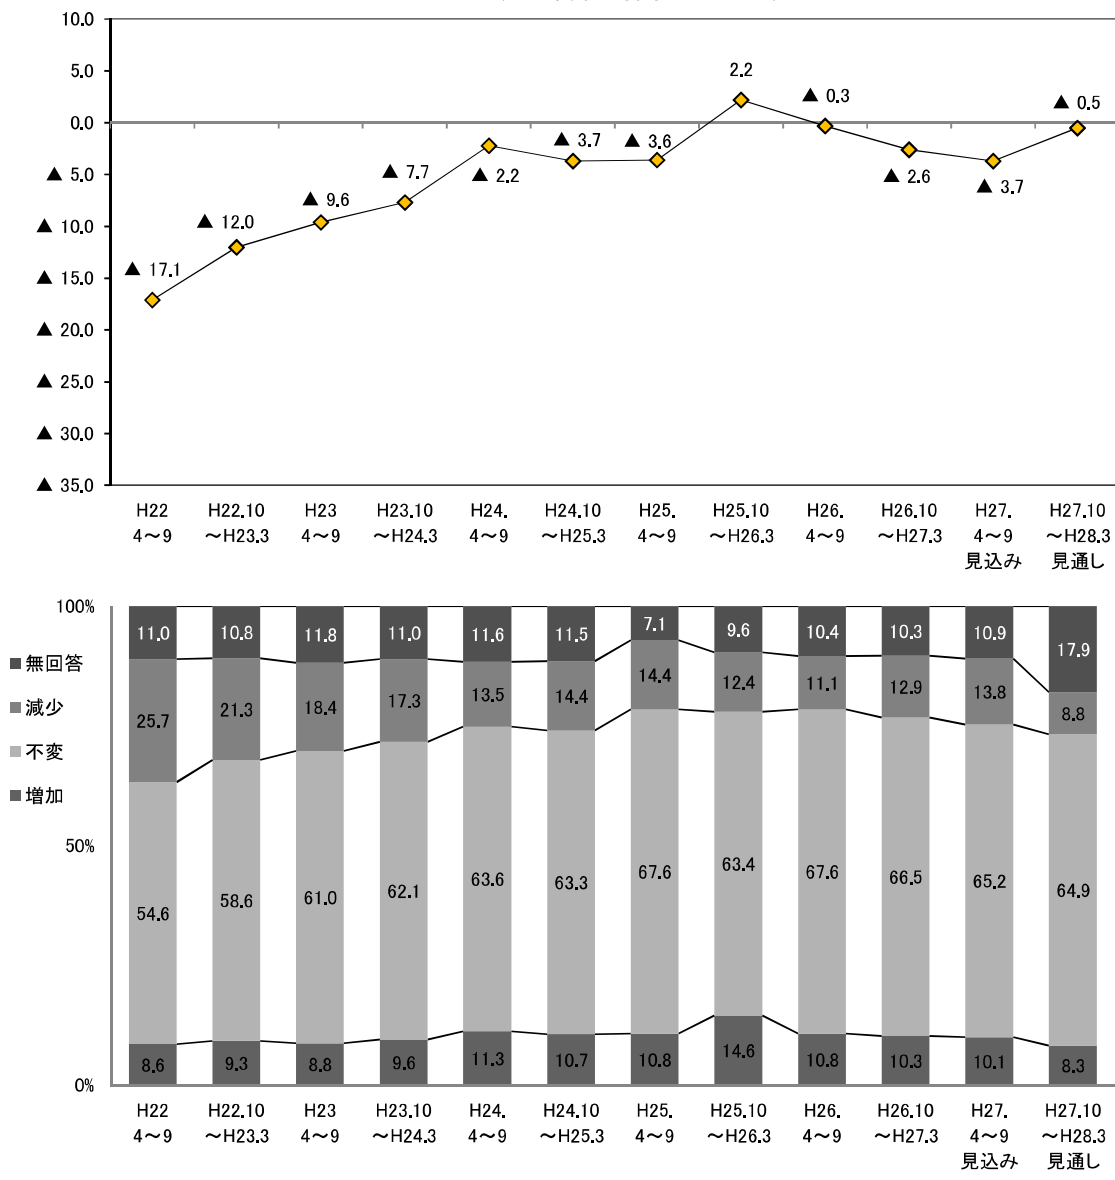 10.0
5.0
0.0
▲ 5.0
▲ 10.0
▲ 15.0
▲ 20.0
▲ 25.0
▲ 30.0
▲ 35.0
▲ 17.1
▲ 12.0
▲ 9.6
▲ 7.7
▲ 2.2
▲ 3.7
▲ 3.6
2.2
▲ 0.3
▲ 2.6
▲ 3.7
▲ 0.5
H22 H22.10 H23 H23.10 H24. H24.10 H25. H25.10 H26. H26.10 H27. H27.10
4～9 ～H23.3 4～9 ～H24.3 4～9 ～H25.3 4～9 ～H26.3 4～9 ～H27.3 4～9 ～H28.3
見込み 見通し
100%
50%
0%
■無回答
■減少
■不変
■増加
11.0 10.8 11.8 11.0 11.6 11.5 7.1 9.6 10.4 10.3 10.9 17.9
25.7 21.3 18.4 17.3 13.5 14.4 14.4 12.4 11.1 12.9 13.8 8.8
54.6 58.6 61.0 62.1 63.6 63.3 67.6 63.4 67.6 66.5 65.2 64.9
8.6 9.3 8.8 9.6 11.3 10.7 10.8 14.6 10.8 10.3 10.1 8.3
H22 H22.10 H23 H23.10 H24. H24.10 H25. H25.10 H26. H26.10 H27. H27.10
4～9 ～H23.3 4～9 ～H24.3 4～9 ～H25.3 4～9 ～H26.3 4～9 ～H27.3 4～9 ～H28.3
見込み 見通し